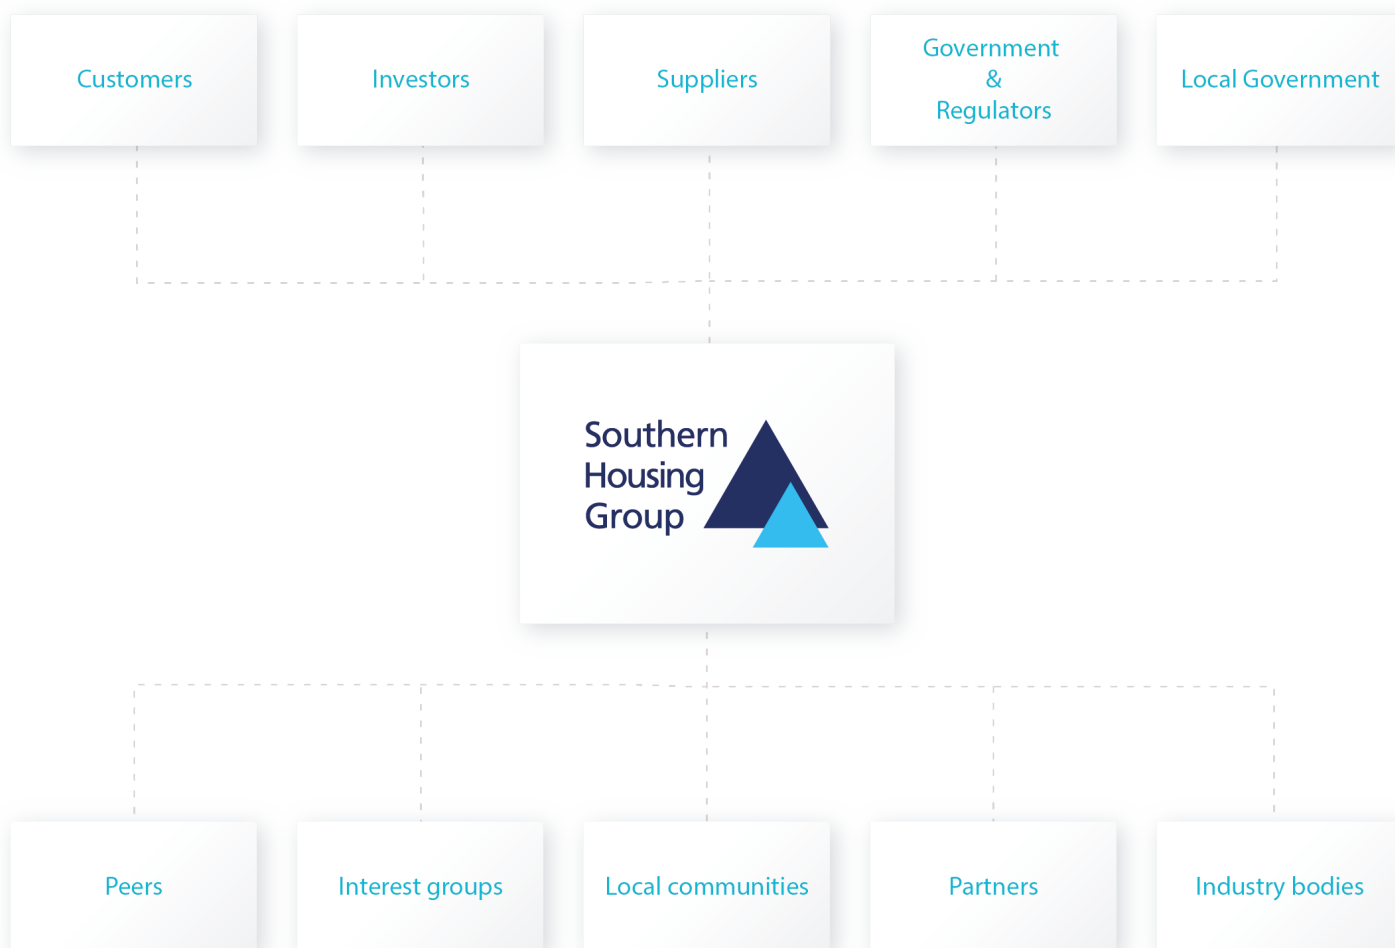 Customers
Investors
Suppliers
Government
&
Regulators
Local Government
Southern
Housing
Group
Peers
Interest groups
Local communities
Partners
Industry bodies